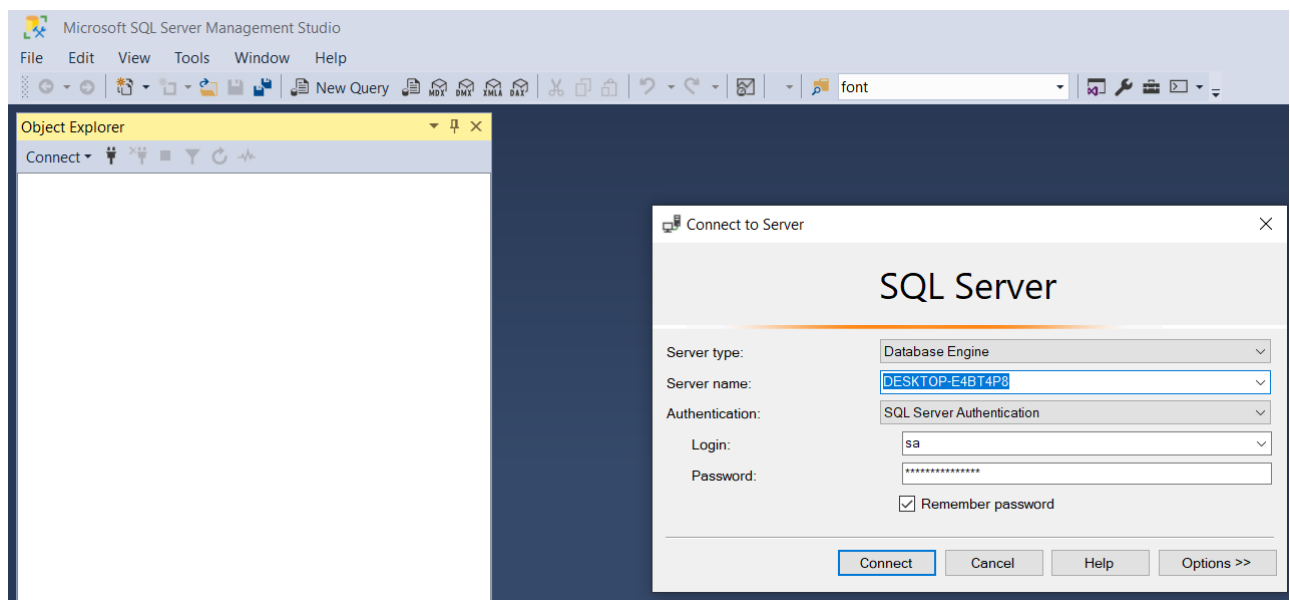 Microsoft SQL Server Management Studio
File Edit View Tools Window Help
New Query MDX DMX XMLA DAX font
Object Explorer
Connect
Connect to Server
SQL Server
Server type: Database Engine
Server name: DESKTOP-E4BT4P8
Authentication: SQL Server Authentication
Login: sa
Password: ***************
Remember password
Connect Cancel Help Options >>